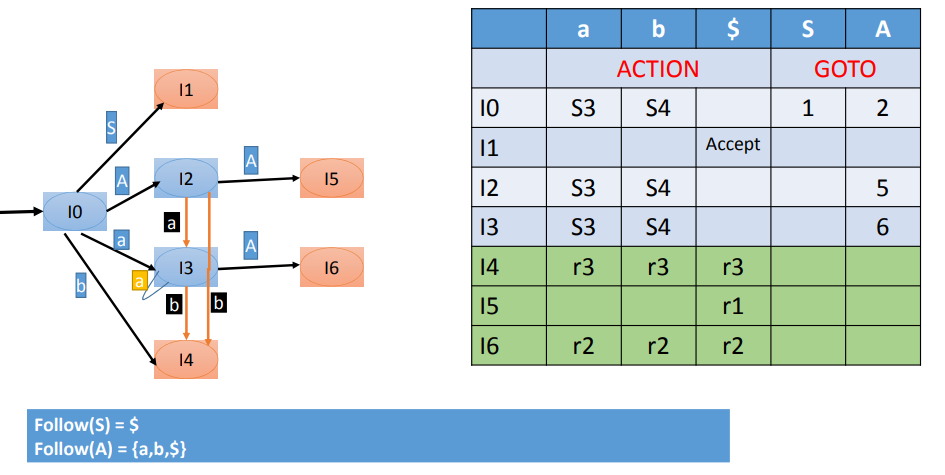 a b $ S A
ACTION GOTO
I0 S3 S4 1 2
I1 Accept
I2 S3 S4 5
I3 S3 S4 6
I4 r3 r3 r3
I5 r1
I6 r2 r2 r2
I1
S
A
I2
A
I5
I0
a
a
A
I3
I6
a
b
b
b
I4
Follow(S) = $
Follow(A) = {a,b,$}